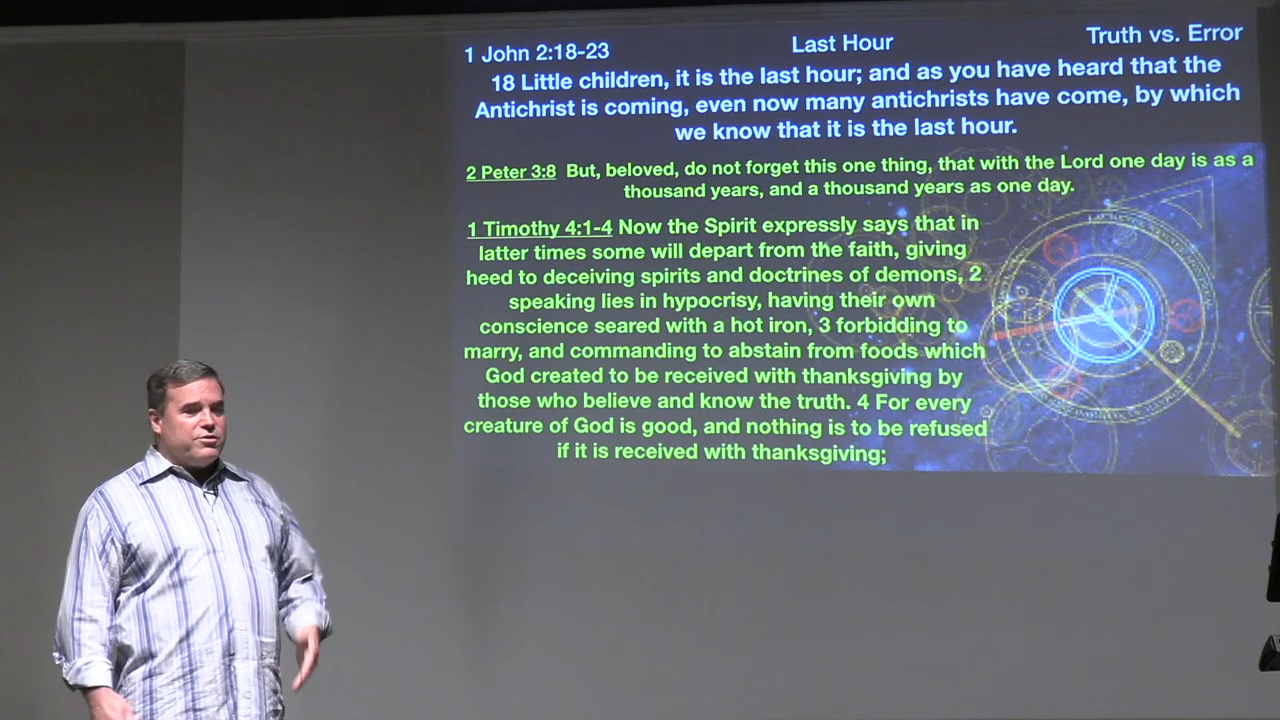 1 John 2:18-23 Last Hour Truth vs. Error
18 Little children, it is the last hour; and as you have heard that the
Antichrist is coming, even now many antichrists have come, by which
we know that it is the last hour.
2 Peter 3:8 But, beloved, do not forget this one thing, that with the Lord one day is as a
thousand years, and a thousand years as one day.
1 Timothy 4:1-4 Now the Spirit expressly says that in
latter times some will depart from the faith, giving
heed to deceiving spirits and doctrines of demons, 2
speaking lies in hypocrisy, having their own
conscience seared with a hot iron, 3 forbidding to
marry, and commanding to abstain from foods which
God created to be received with thanksgiving by
those who believe and know the truth. 4 For every
creature of God is good, and nothing is to be refused
if it is received with thanksgiving;